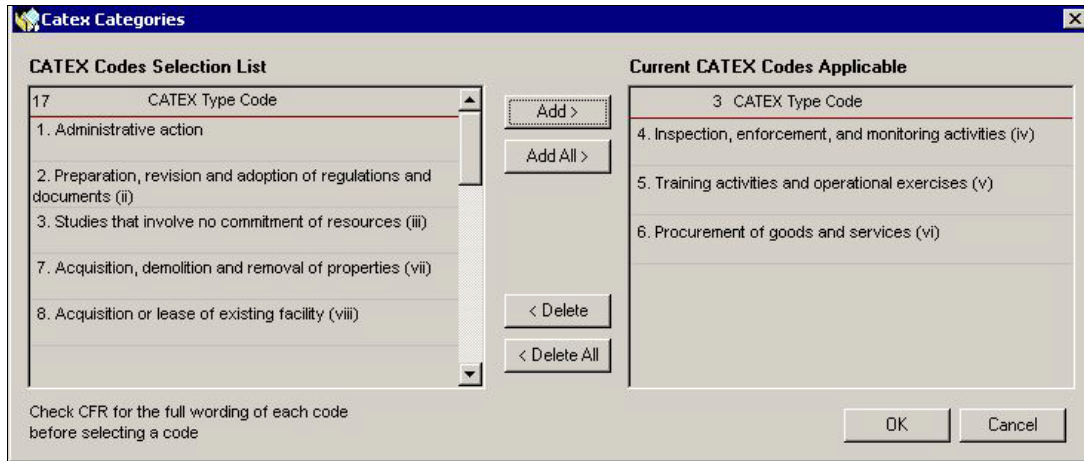 Catex Categories
CATEX Codes Selection List
17 CATEX Type Code
1. Administrative action
2. Preparation, revision and adoption of regulations and
documents (ii)
3. Studies that involve no commitment of resources (iii)
7. Acquisition, demolition and removal of properties (vii)
8. Acquisition or lease of existing facility (viii)
Add >
Add All >
< Delete
< Delete All
Current CATEX Codes Applicable
3 CATEX Type Code
4. Inspection, enforcement, and monitoring activities (iv)
5. Training activities and operational exercises (v)
6. Procurement of goods and services (vi)
Check CFR for the full wording of each code
before selecting a code
OK
Cancel